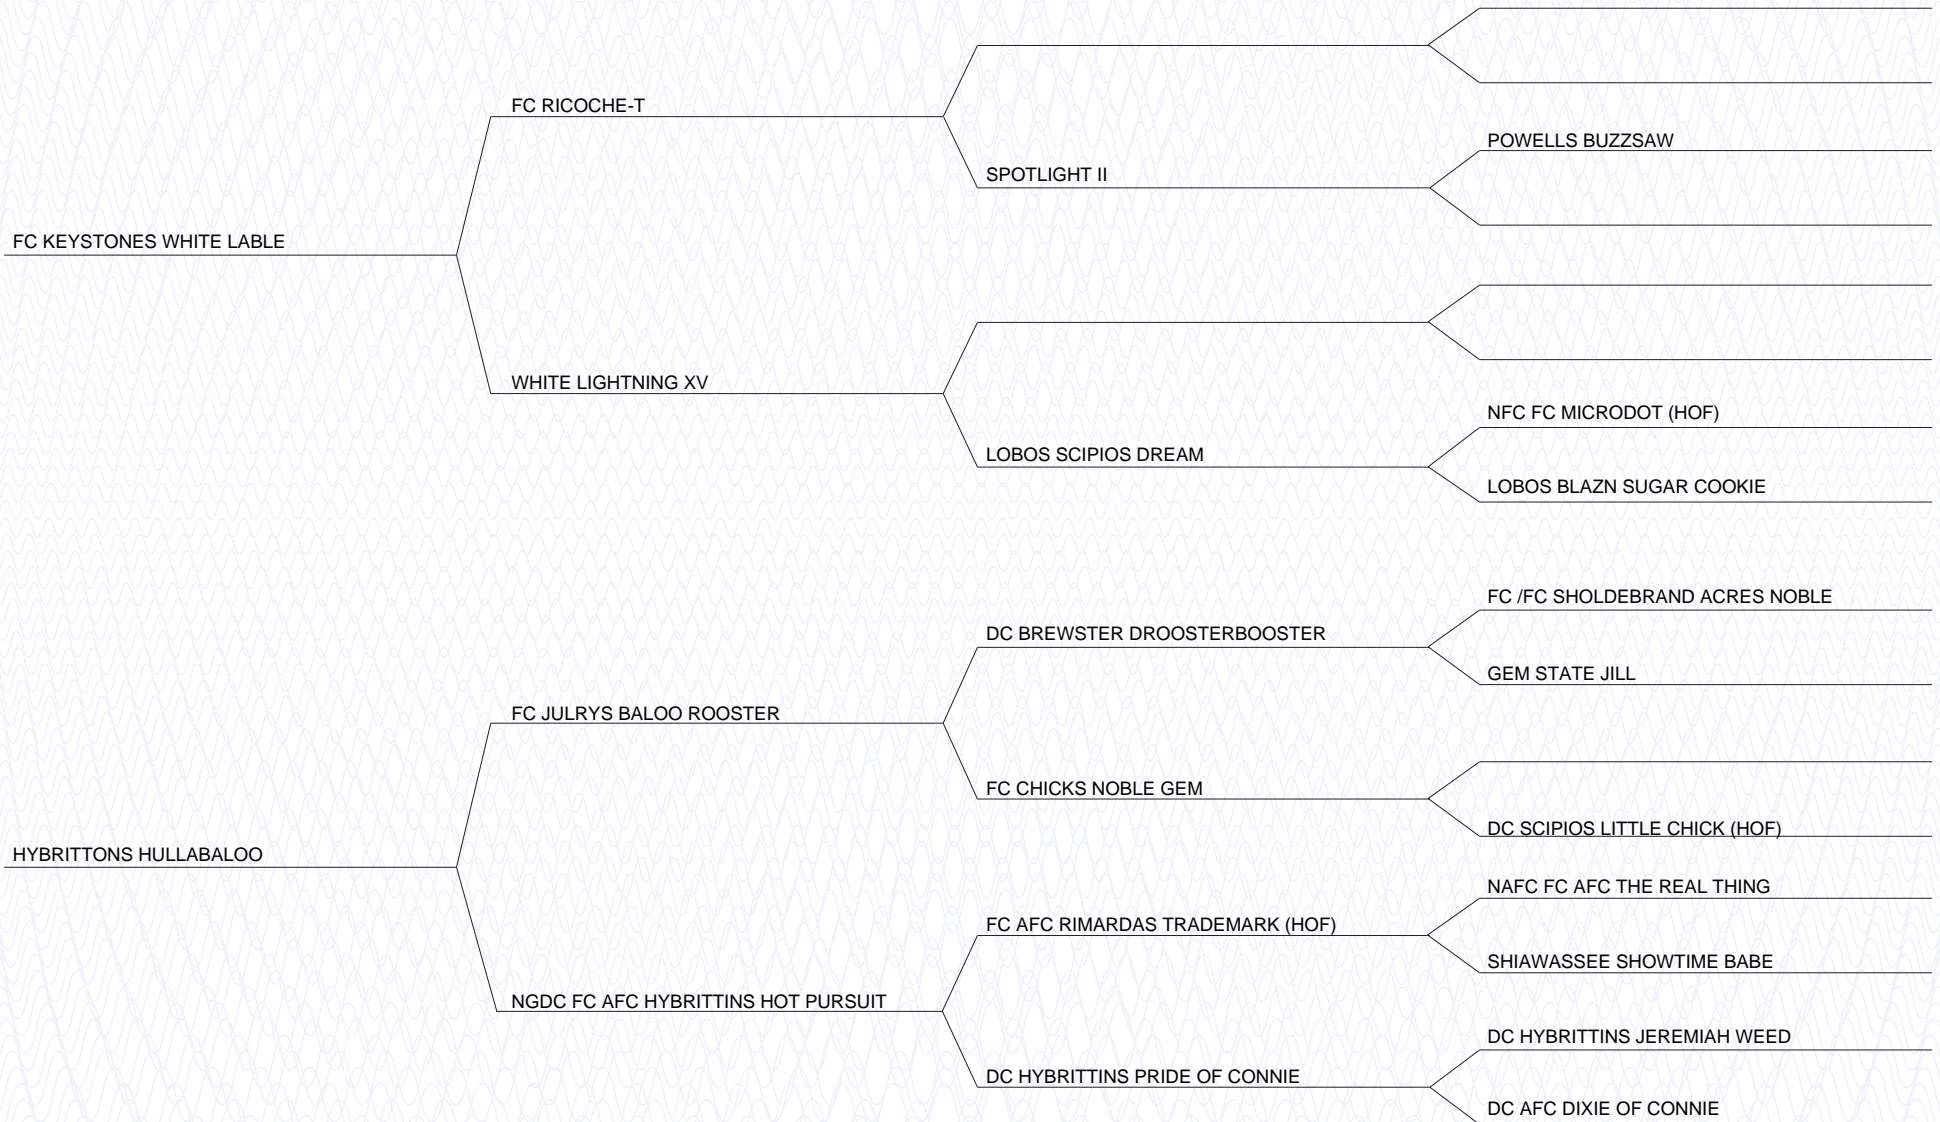 FC RICOCHE-T
POWELLS BUZZSAW
SPOTLIGHT II
FC KEYSTONES WHITE LABLE
WHITE LIGHTNING XV
NFC FC MICRODOT (HOF)
LOBOS SCIPIOS DREAM
LOBOS BLAZN SUGAR COOKIE
FC /FC SHOLDEBRAND ACRES NOBLE
DC BREWSTER DROOSTERBOOSTER
GEM STATE JILL
FC JULRYS BALOO ROOSTER
FC CHICKS NOBLE GEM
DC SCIPIOS LITTLE CHICK (HOF)
HYBRITTONS HULLABALOO
NAFC FC AFC THE REAL THING
FC AFC RIMARDAS TRADEMARK (HOF)
SHIAWASSEE SHOWTIME BABE
NGDC FC AFC HYBRITTINS HOT PURSUIT
DC HYBRITTINS JEREMIAH WEED
DC HYBRITTINS PRIDE OF CONNIE
DC AFC DIXIE OF CONNIE